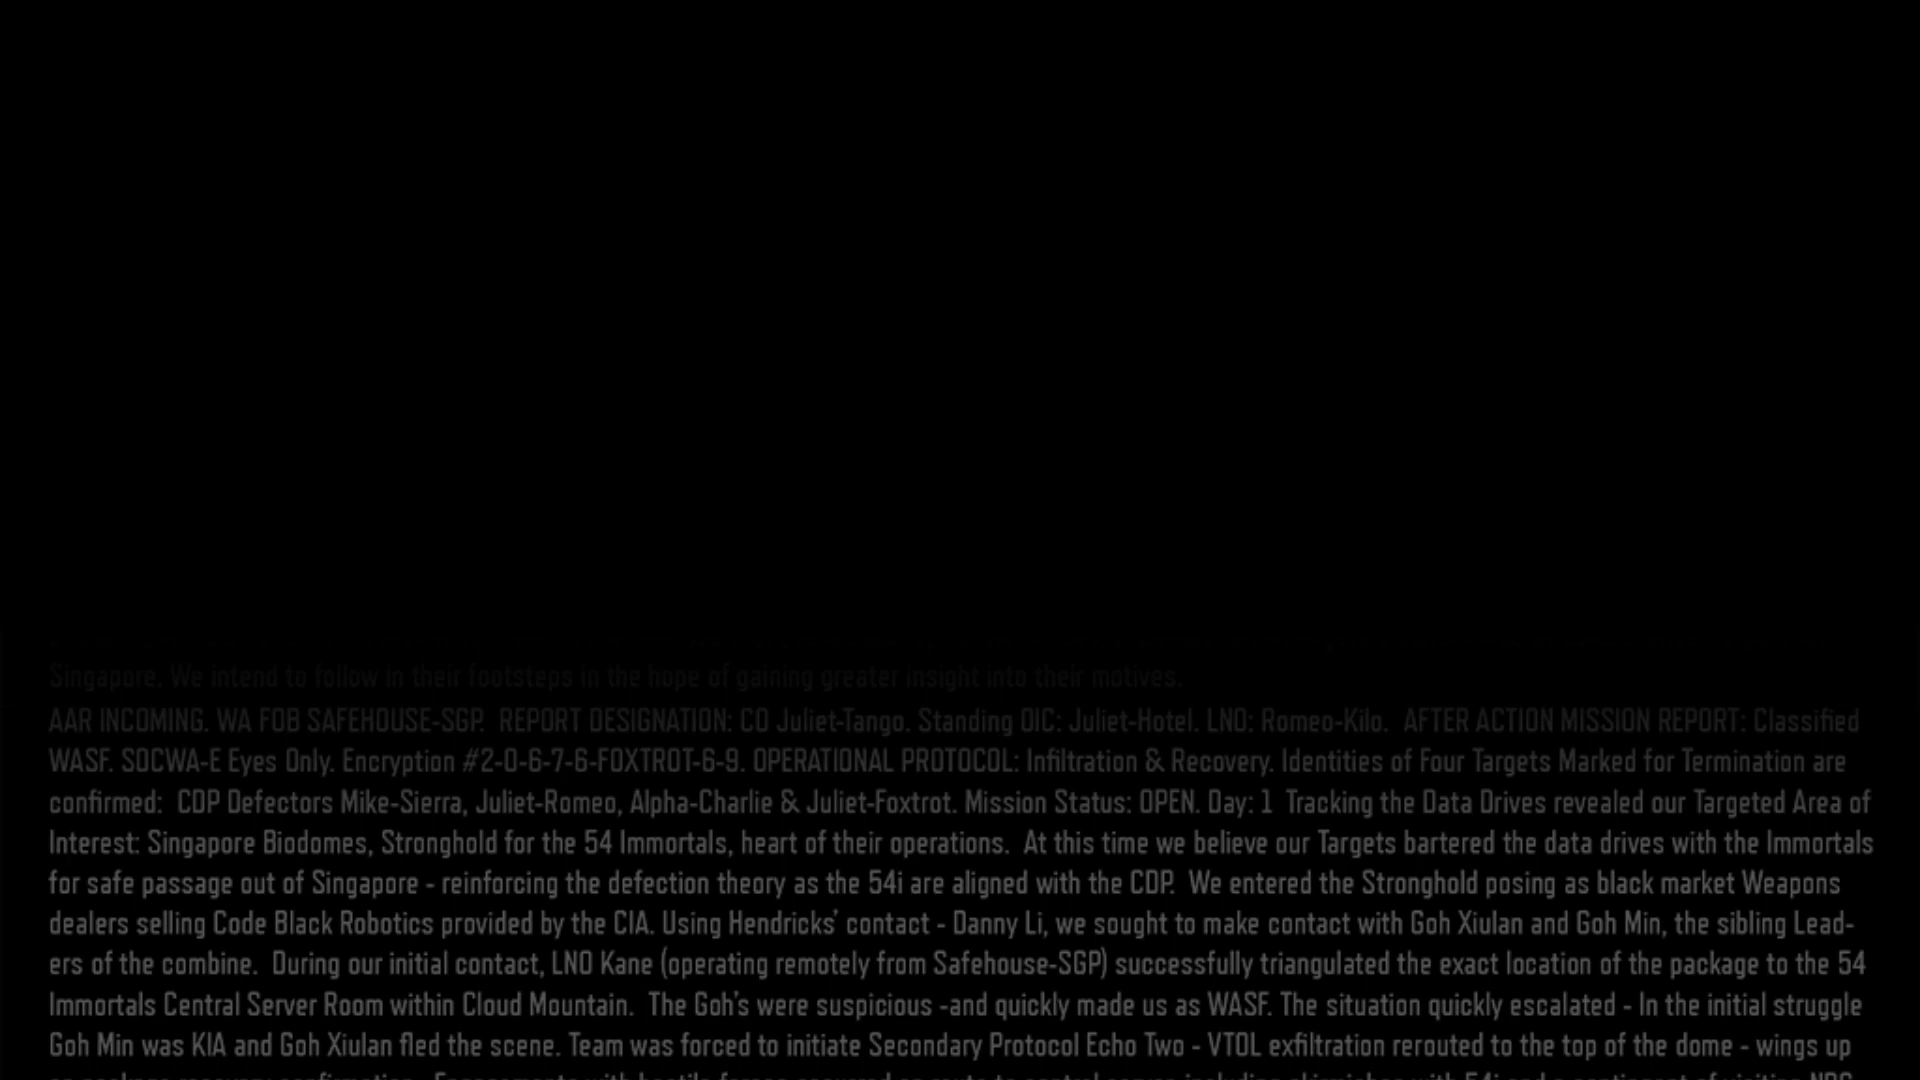 Singapore. We intend to follow in their footsteps in the hope of gaining greater insight into their motives.
AAR INCOMING. WA FOB SAFEHOUSE-SGP.  REPORT DESIGNATION: CO Juliet-Tango. Standing OIC: Juliet-Hotel. LNO: Romeo-Kilo.  AFTER ACTION MISSION REPORT: Classified
WASF. SOCWA-E Eyes Only. Encryption #2-0-6-7-6-FOXTROT-6-9. OPERATIONAL PROTOCOL: Infiltration & Recovery. Identities of Four Targets Marked for Termination are
confirmed:  CDP Defectors Mike-Sierra, Juliet-Romeo, Alpha-Charlie & Juliet-Foxtrot. Mission Status: OPEN. Day: 1  Tracking the Data Drives revealed our Targeted Area of
Interest: Singapore Biodomes, Stronghold for the 54 Immortals, heart of their operations.  At this time we believe our Targets bartered the data drives with the Immortals
for safe passage out of Singapore - reinforcing the defection theory as the 54i are aligned with the CDP.  We entered the Stronghold posing as black market Weapons
dealers selling Code Black Robotics provided by the CIA. Using Hendricks’ contact - Danny Li, we sought to make contact with Goh Xiulan and Goh Min, the sibling Lead-
ers of the combine.  During our initial contact, LNO Kane (operating remotely from Safehouse-SGP) successfully triangulated the exact location of the package to the 54
Immortals Central Server Room within Cloud Mountain.  The Goh’s were suspicious -and quickly made us as WASF. The situation quickly escalated - In the initial struggle
Goh Min was KIA and Goh Xiulan fled the scene. Team was forced to initiate Secondary Protocol Echo Two - VTOL exfiltration rerouted to the top of the dome - wings up